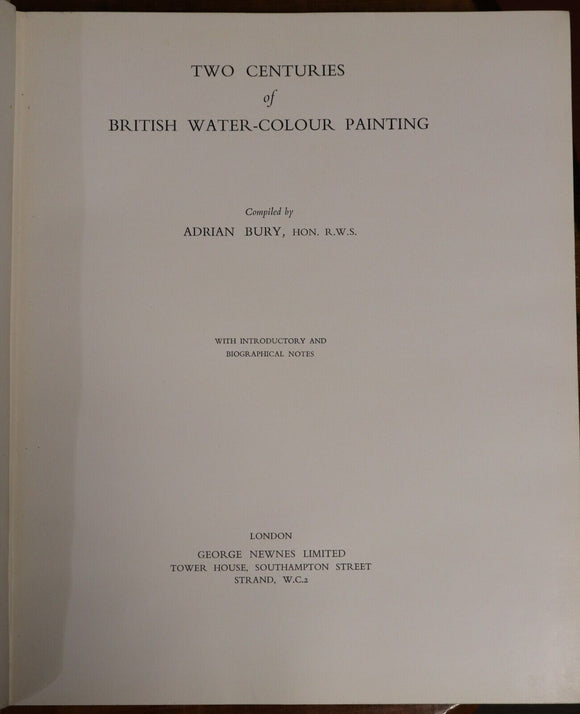 TWO CENTURIES
of
BRITISH WATER-COLOUR PAINTING
Compiled by
ADRIAN BURY, HON. R.W.S.
WITH INTRODUCTORY AND
BIOGRAPHICAL NOTES
LONDON
GEORGE NEWNES LIMITED
TOWER HOUSE, SOUTHAMPTON STREET
STRAND, W.C.2